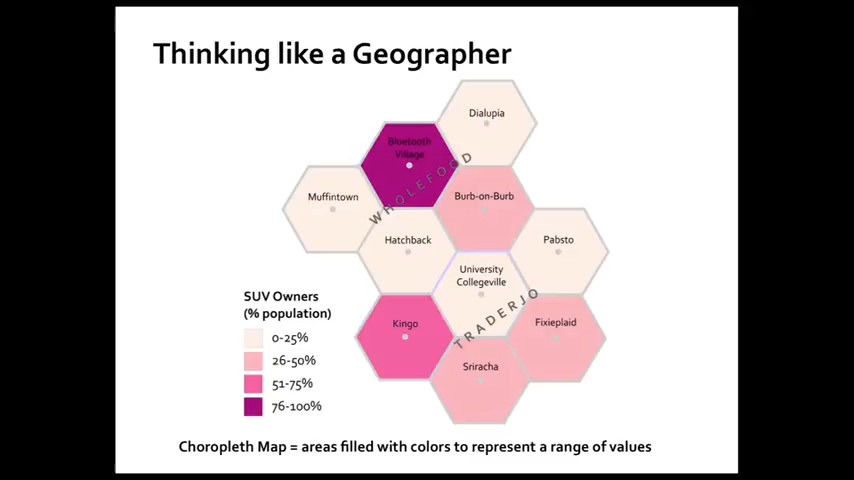 Thinking like a Geographer
Dialupia
Bluetooth
Village
WHOLEFOOD
Muffintown
Burb-on-Burb
Hatchback
Pabsto
University
Collegeville
SUV Owners
(% population)
0-25%
26-50%
51-75%
76-100%
Kingo
TRADERJO
Fixieplaid
Sriracha
Choropleth Map = areas filled with colors to represent a range of values